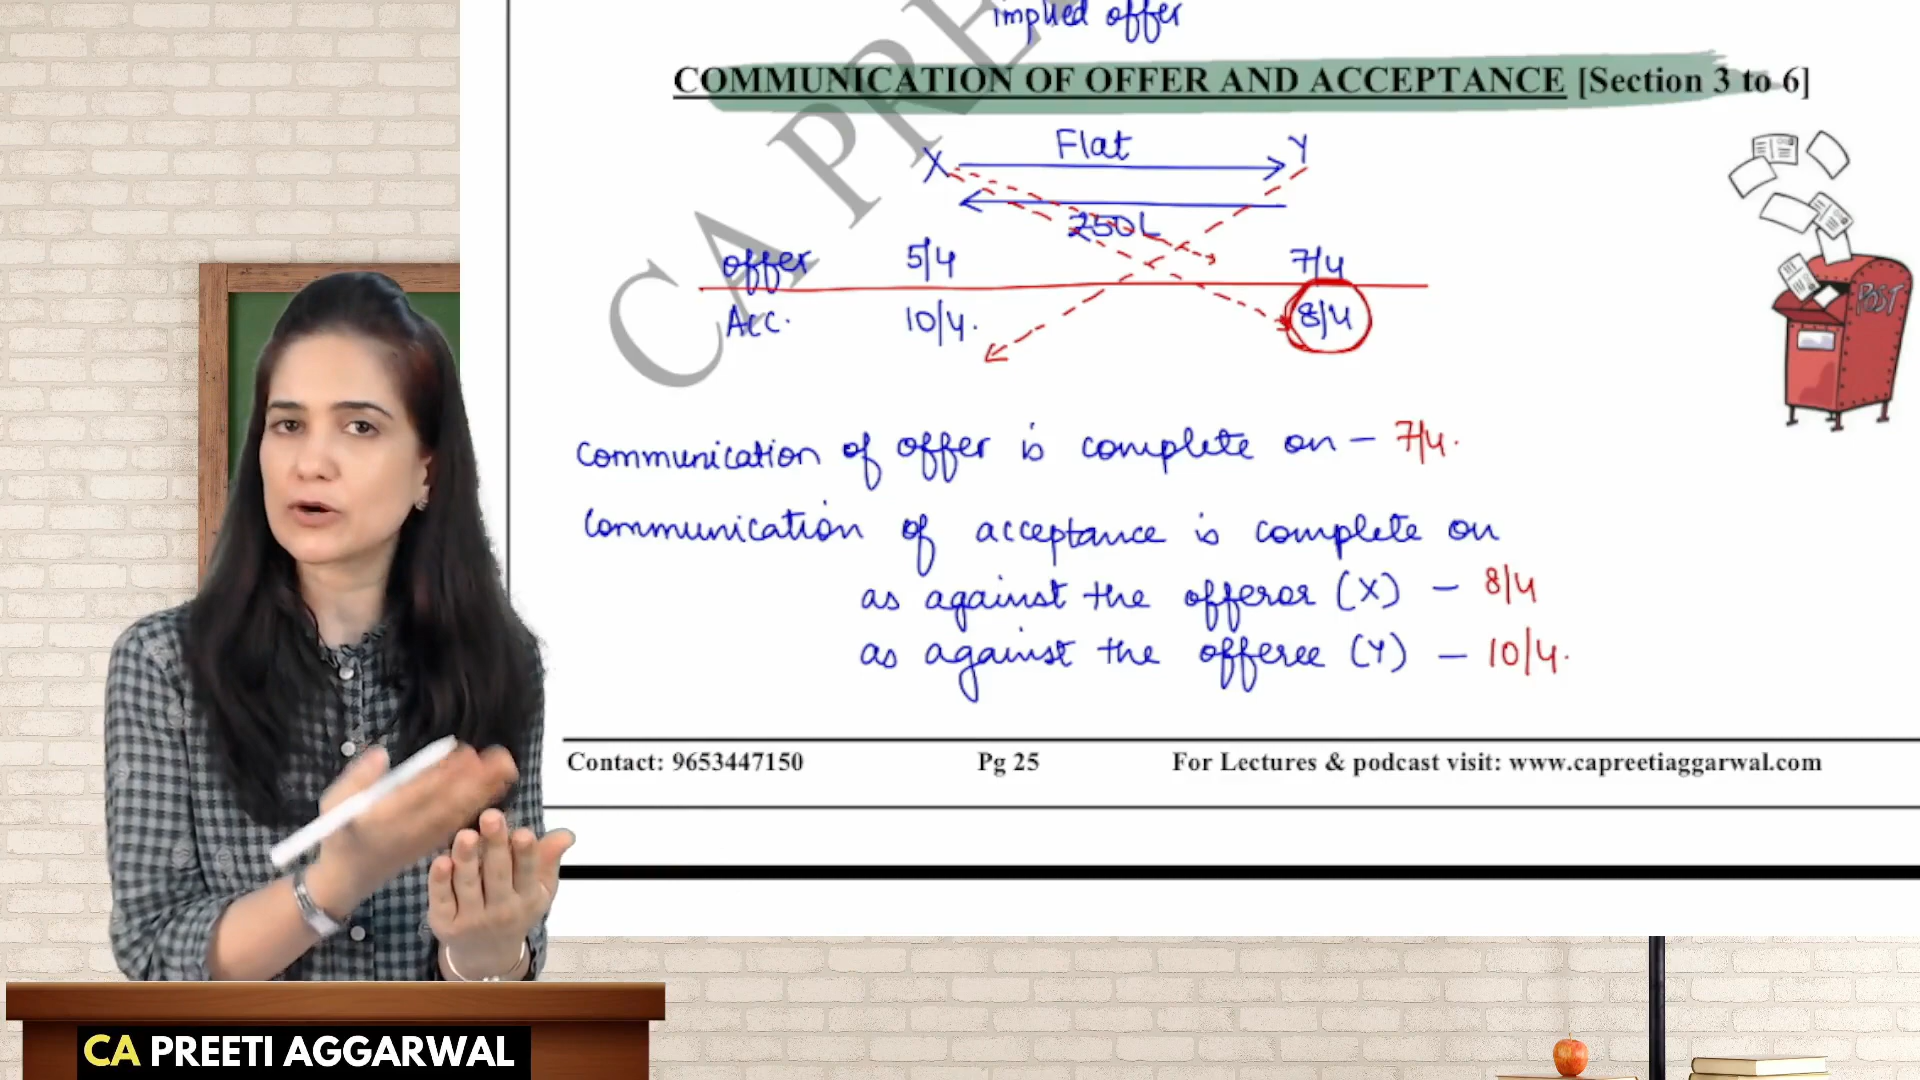 implied offer
COMMUNICATION OF OFFER AND ACCEPTANCE [Section 3 to 6]
X Flat Y
250L
offer 5/4 7/4
Acc. 10/4. 8/4
POST
CA PREE
communication of offer is complete on – 7/4.
communication of acceptance is complete on
as against the offeror (X) – 8/4
as against the offeree (Y) – 10/4.
Contact: 9653447150 Pg 25 For Lectures & podcast visit: www.capreetiaggarwal.com
CA PREETI AGGARWAL